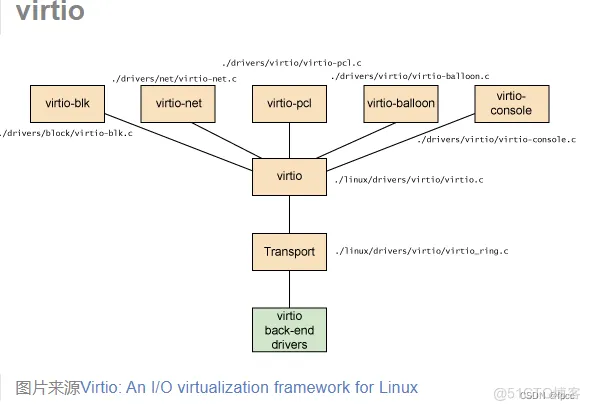 virtio
./drivers/virtio/virtio-pcl.c
./drivers/net/virtio-net.c
./drivers/virtio/virtio-balloon.c
virtio-blk
virtio-net
virtio-pcl
virtio-balloon
virtio-
console
./drivers/block/virtio-blk.c
./drivers/virtio/virtio-console.c
virtio
./linux/drivers/virtio/virtio.c
Transport
./linux/drivers/virtio/virtio_ring.c
virtio
back-end
drivers
图片来源Virtio: An I/O virtualization framework for Linux
@51CTO博客